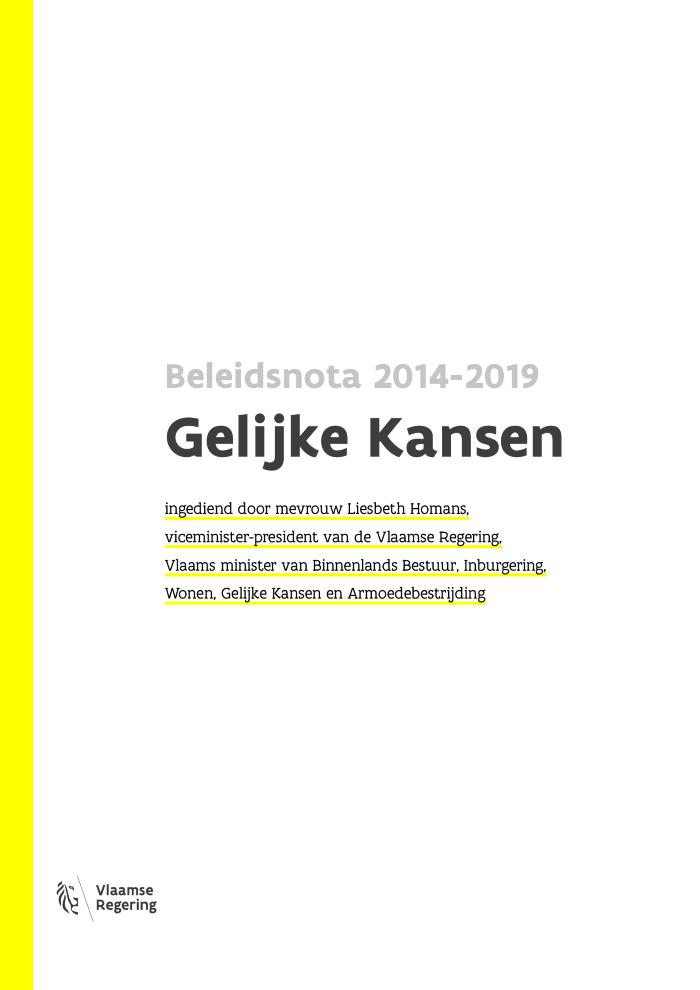 Beleidsnota 2014-2019
Gelijke Kansen
ingediend door mevrouw Liesbeth Homans,
viceminister-president van de Vlaamse Regering,
Vlaams minister van Binnenlands Bestuur, Inburgering,
Wonen, Gelijke Kansen en Armoedebestrijding
Vlaamse
Regering